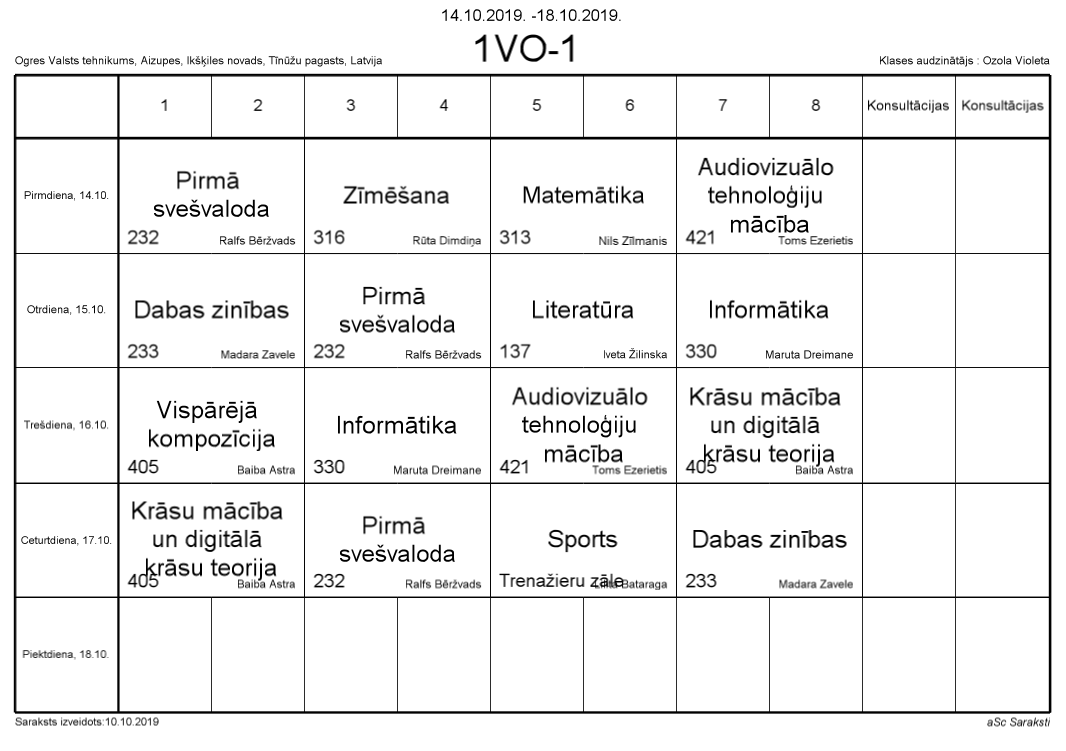 14.10.2019. -18.10.2019.
1VO-1
Ogres Valsts tehnikums, Aizupes, Ikšķiles novads, Tīnūžu pagasts, Latvija
Klases audzinātājs : Ozola Violeta
1 2 3 4 5 6 7 8 Konsultācijas Konsultācijas
Pirmdiena, 14.10.
Pirmā
svešvaloda
232 Ralfs Bēržvads
Zīmēšana
316 Rūta Dimdiņa
Matemātika
313 Nils Zīlmanis
Audiovizuālo
tehnoloģiju
mācība
421 Toms Ezerietis
Otrdiena, 15.10.
Dabas zinības
233 Madara Zavele
Pirmā
svešvaloda
232 Ralfs Bēržvads
Literatūra
137 Iveta Žilinska
Informātika
330 Maruta Dreimane
Trešdiena, 16.10.
Vispārējā
kompozīcija
405 Baiba Astra
Informātika
330 Maruta Dreimane
Audiovizuālo
tehnoloģiju
mācība
421 Toms Ezerietis
Krāsu mācība
un digitālā
krāsu teorija
405 Baiba Astra
Ceturtdiena, 17.10.
Krāsu mācība
un digitālā
krāsu teorija
405 Baiba Astra
Pirmā
svešvaloda
232 Ralfs Bēržvads
Sports
Trenažieru zāle Bataraga
Dabas zinības
233 Madara Zavele
Piektdiena, 18.10.
Saraksts izveidots:10.10.2019
aSc Saraksti